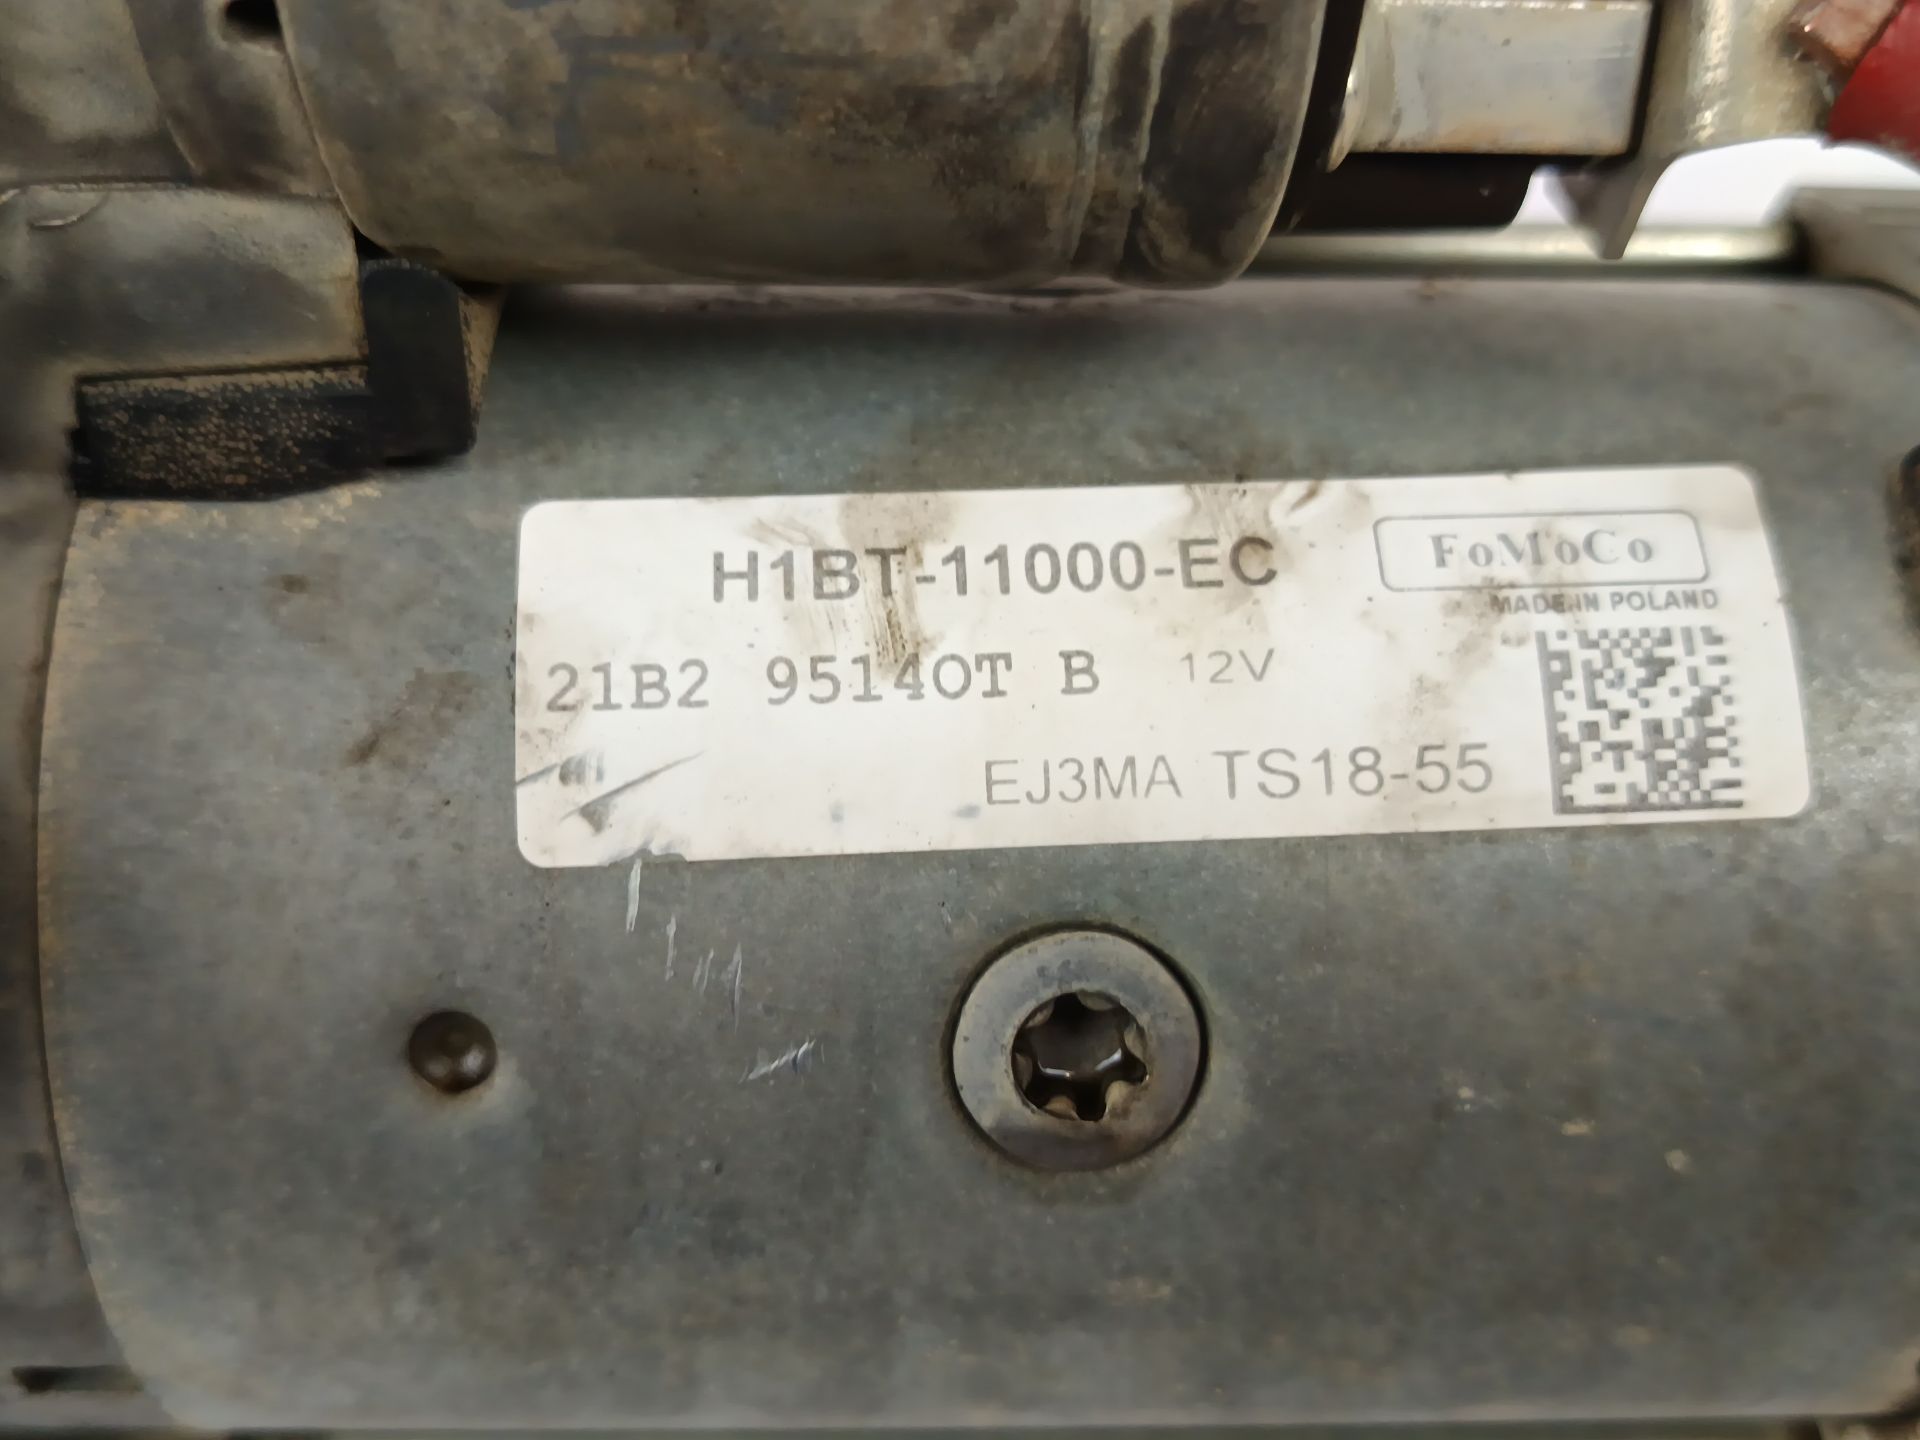 H1BT-11000-EC
FoMoCo
MADE IN POLAND
21B2 95140T B 12V
EJ3MA TS18-55